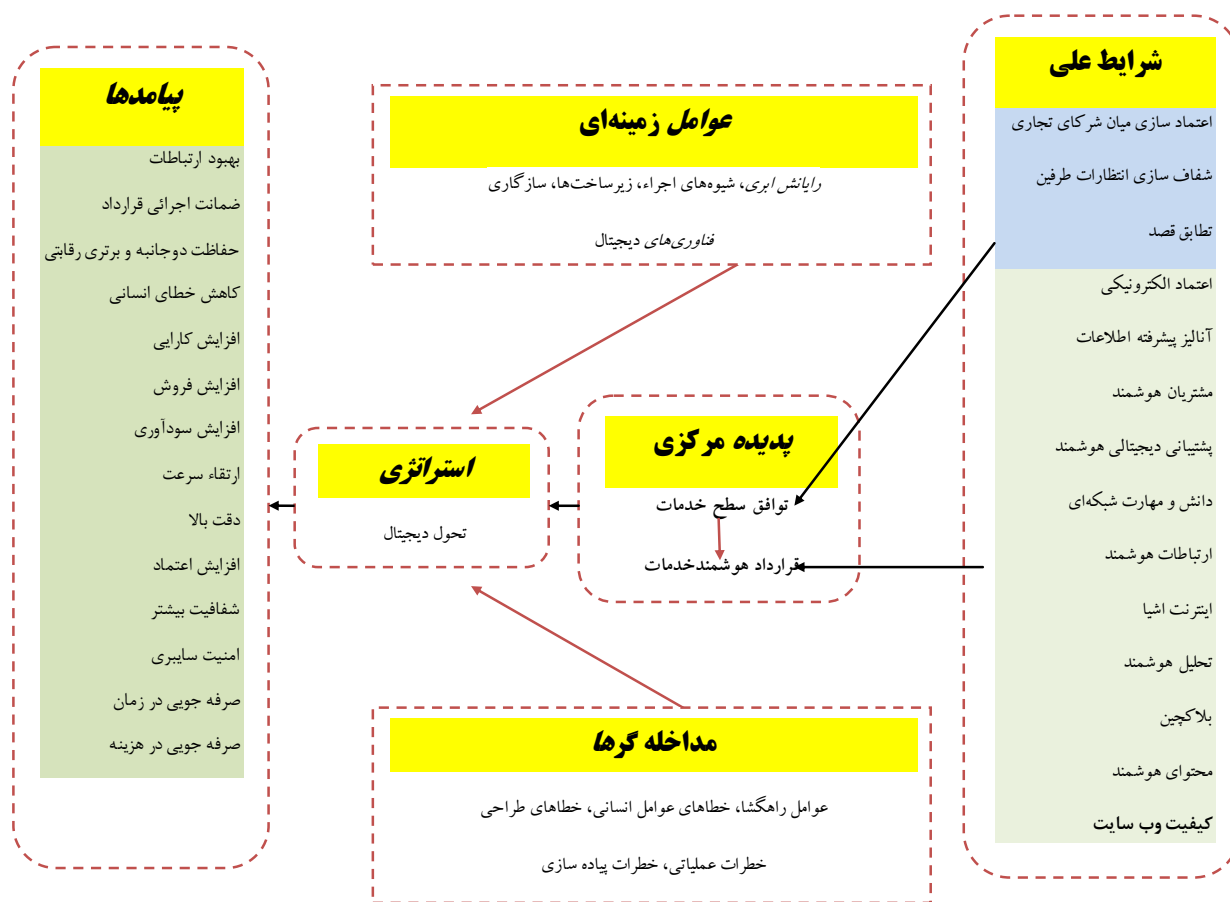 شرایط علی
اعتماد سازی میان شرکای تجاری
شفاف سازی انتظارات طرفین
تطابق قصد
اعتماد الکترونیکی
آنالیز پیشرفته اطلاعات
مشتریان هوشمند
پشتیبانی دیجیتالی هوشمند
دانش و مهارت شبکه‌ای
ارتباطات هوشمند
اینترنت اشیا
تحلیل هوشمند
بلاکچین
محتوای هوشمند
کیفیت وب سایت
عوامل زمینه‌ای
رایانش ابری، شیوه‌های اجراء، زیرساخت‌ها، سازگاری
فناوری‌های دیجیتال
پدیده مرکزی
توافق سطح خدمات
قرارداد هوشمندخدمات
استراتژی
تحول دیجیتال
مداخله گرها
عوامل راهگشا، خطاهای عوامل انسانی، خطاهای طراحی
خطرات عملیاتی، خطرات پیاده سازی
پیامدها
بهبود ارتباطات
ضمانت اجرائی قرارداد
حفاظت دوجانبه و برتری رقابتی
کاهش خطای انسانی
افزایش کارایی
افزایش فروش
افزایش سودآوری
ارتقاء سرعت
دقت بالا
افزایش اعتماد
شفافیت بیشتر
امنیت سایبری
صرفه جویی در زمان
صرفه جویی در هزینه